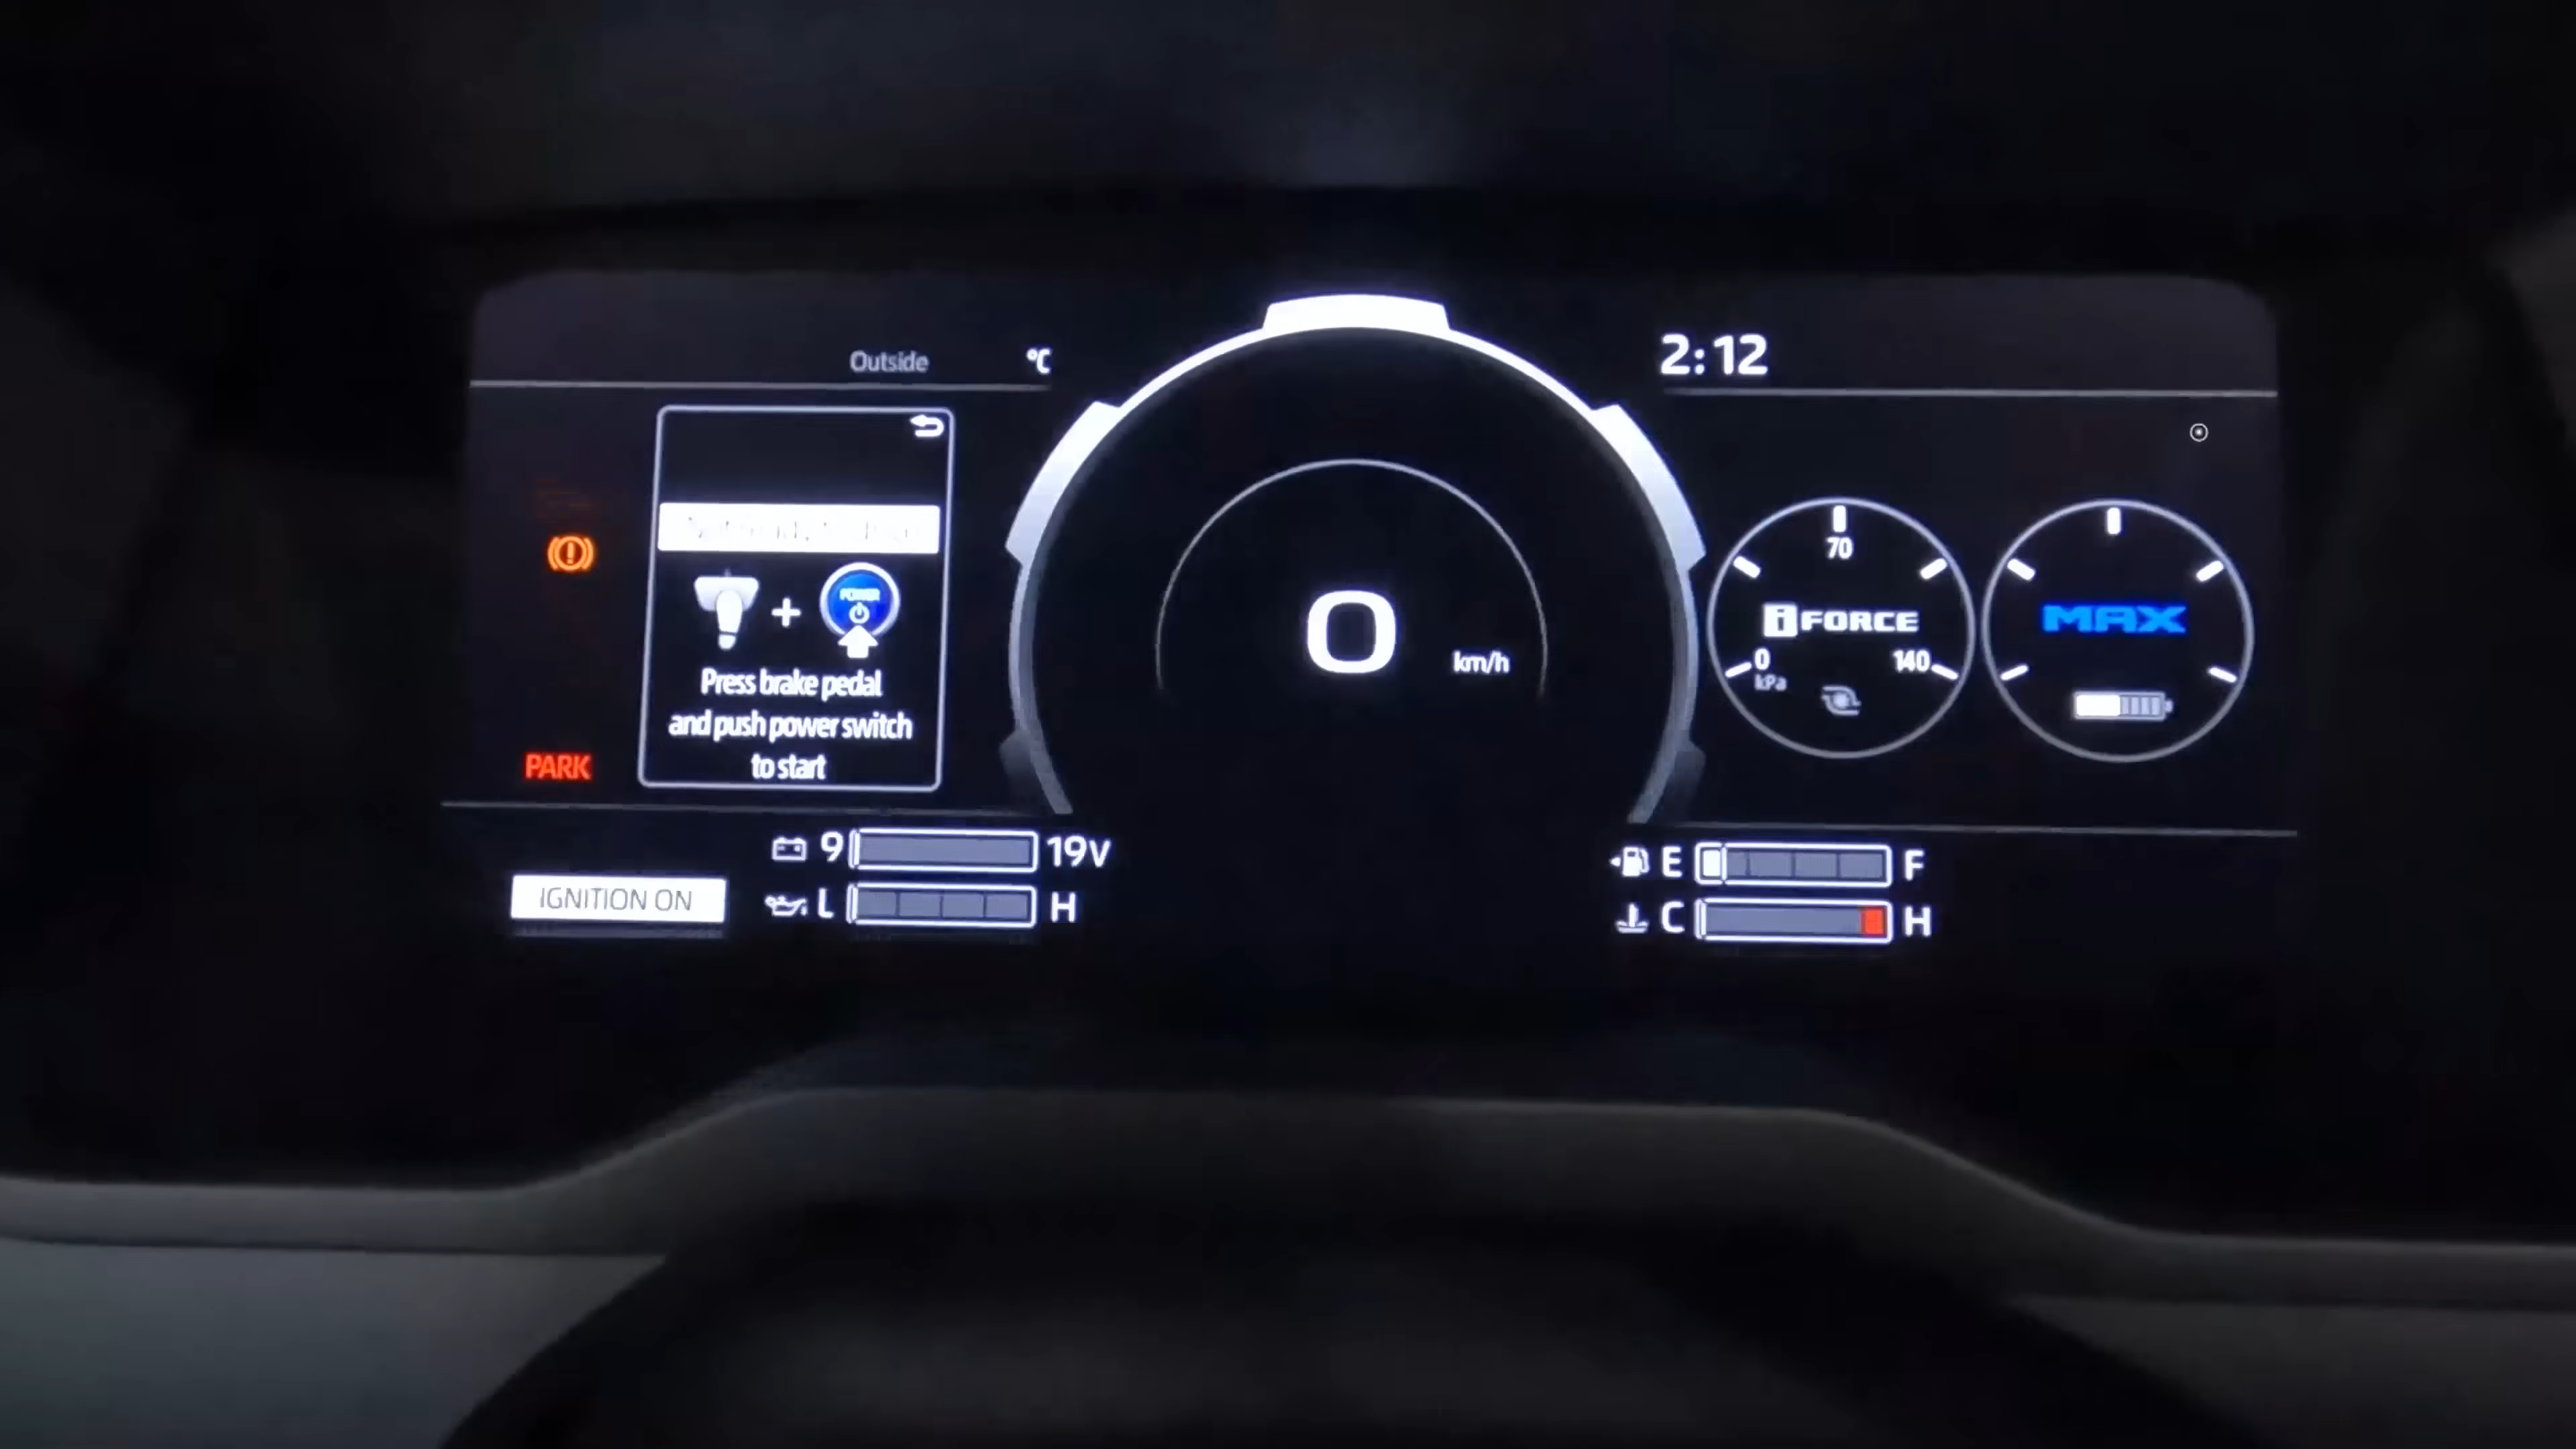 Outside °C
2:12
POWER
Press brake pedal
and push power switch
to start
PARK
0 km/h
70
iFORCE
0 140
kPa
MAX
9 19V
L H
IGNITION ON
E F
C H